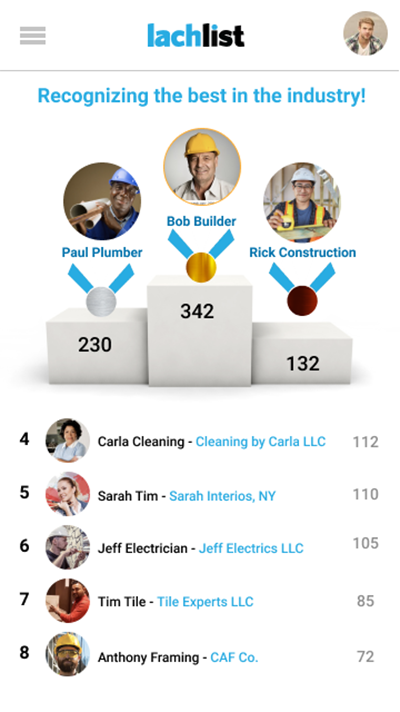 lachlist
Recognizing the best in the industry!
Bob Builder
Paul Plumber
Rick Construction
342
230
132
4 Carla Cleaning - Cleaning by Carla LLC 112
5 Sarah Tim - Sarah Interios, NY 110
6 Jeff Electrician - Jeff Electrics LLC 105
7 Tim Tile - Tile Experts LLC 85
8 Anthony Framing - CAF Co. 72